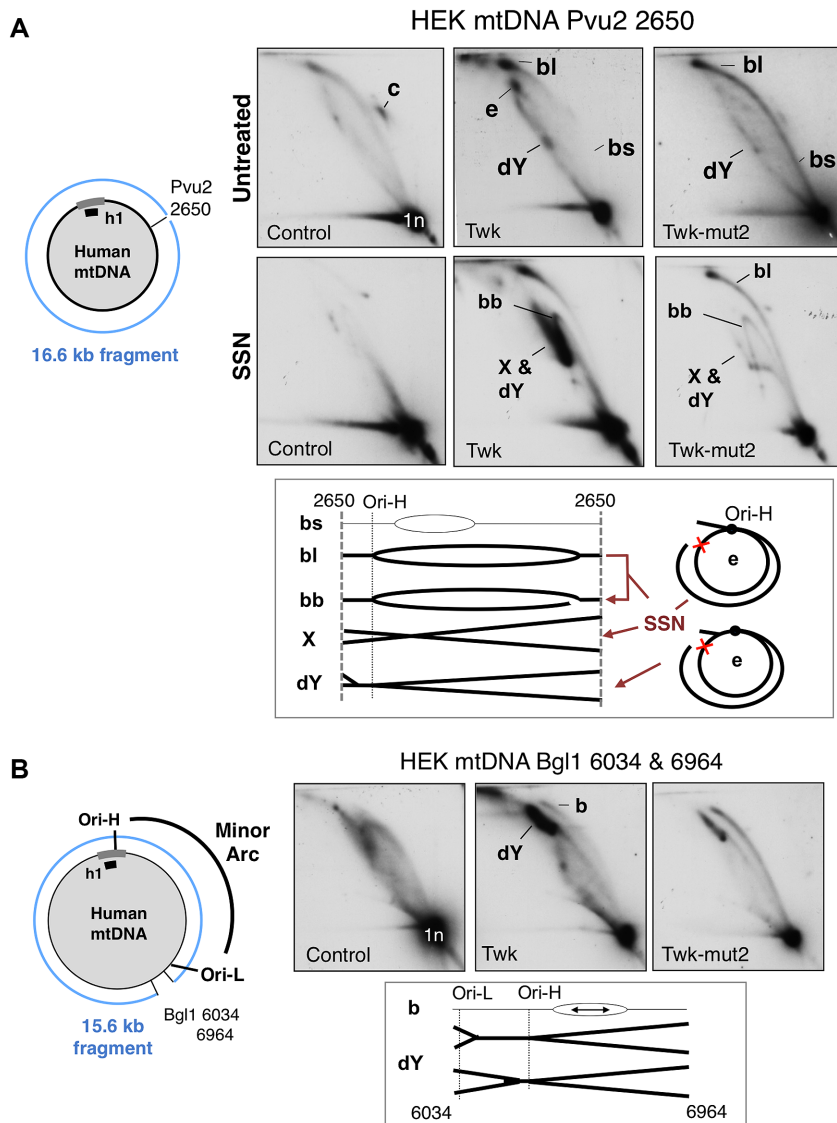 A
HEK mtDNA Pvu2 2650
Untreated
c
1n
Control
bl
e
dY
bs
Twk
bl
dY
bs
Twk-mut2
Pvu2
2650
h1
Human
mtDNA
16.6 kb fragment
SSN
Control
bb
X &
dY
Twk
bl
bb
X &
dY
Twk-mut2
2650 Ori-H 2650
bs
bl
bb
X
dY
SSN
Ori-H
e
e
B
HEK mtDNA Bgl1 6034 & 6964
Ori-H
Minor
Arc
h1
Human
mtDNA
Ori-L
Bgl1 6034
6964
15.6 kb
fragment
1n
Control
b
dY
Twk
Twk-mut2
Ori-L Ori-H
b
dY
6034 6964